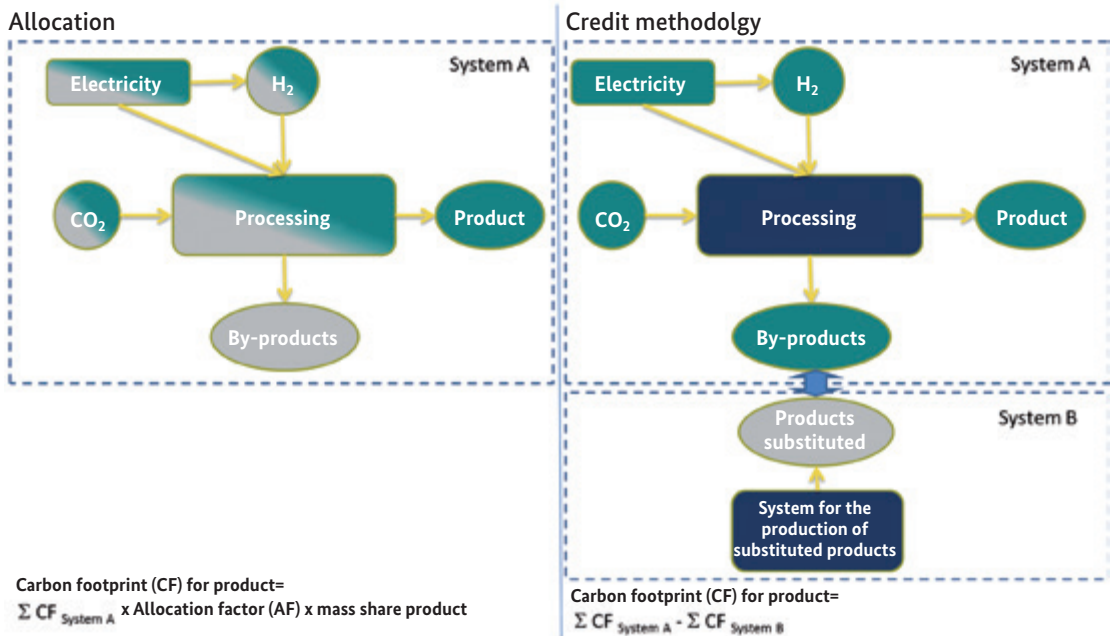 Allocation
System A
Electricity
H₂
CO₂
Processing
Product
By-products
Carbon footprint (CF) for product=
Σ CF System A x Allocation factor (AF) x mass share product
Credit methodolgy
System A
Electricity
H₂
CO₂
Processing
Product
By-products
System B
Products
substituted
System for the
production of
substituted products
Carbon footprint (CF) for product=
Σ CF System A - Σ CF System B